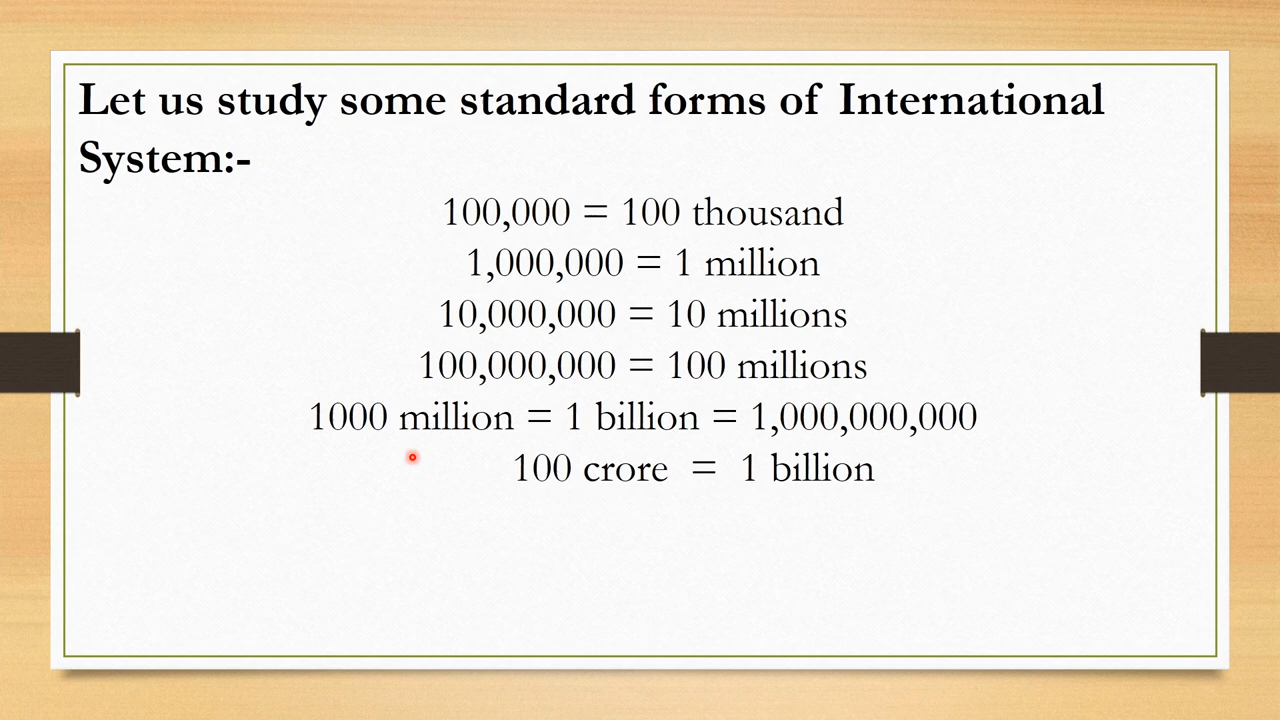 Let us study some standard forms of International
System:-
100,000 = 100 thousand
1,000,000 = 1 million
10,000,000 = 10 millions
100,000,000 = 100 millions
1000 million = 1 billion = 1,000,000,000
100 crore = 1 billion